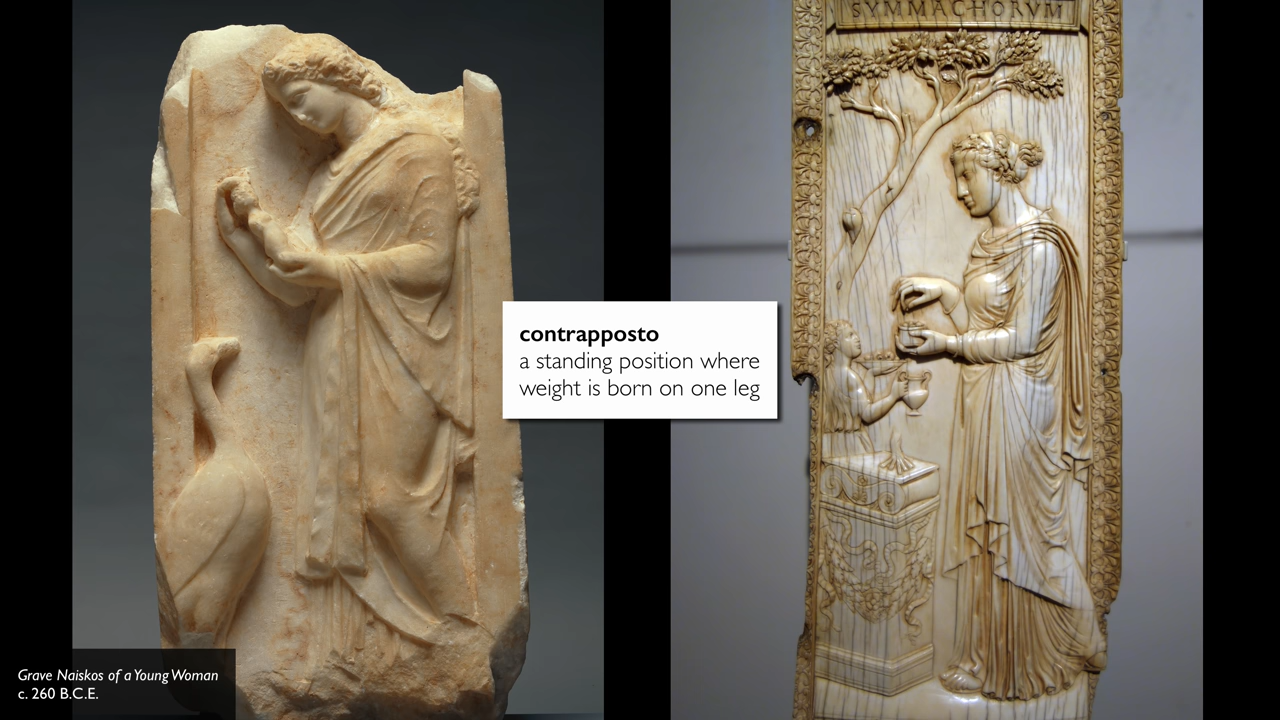 SYMMACHORVM
contrapposto
a standing position where
weight is born on one leg
Grave Naiskos of a Young Woman
c. 260 B.C.E.